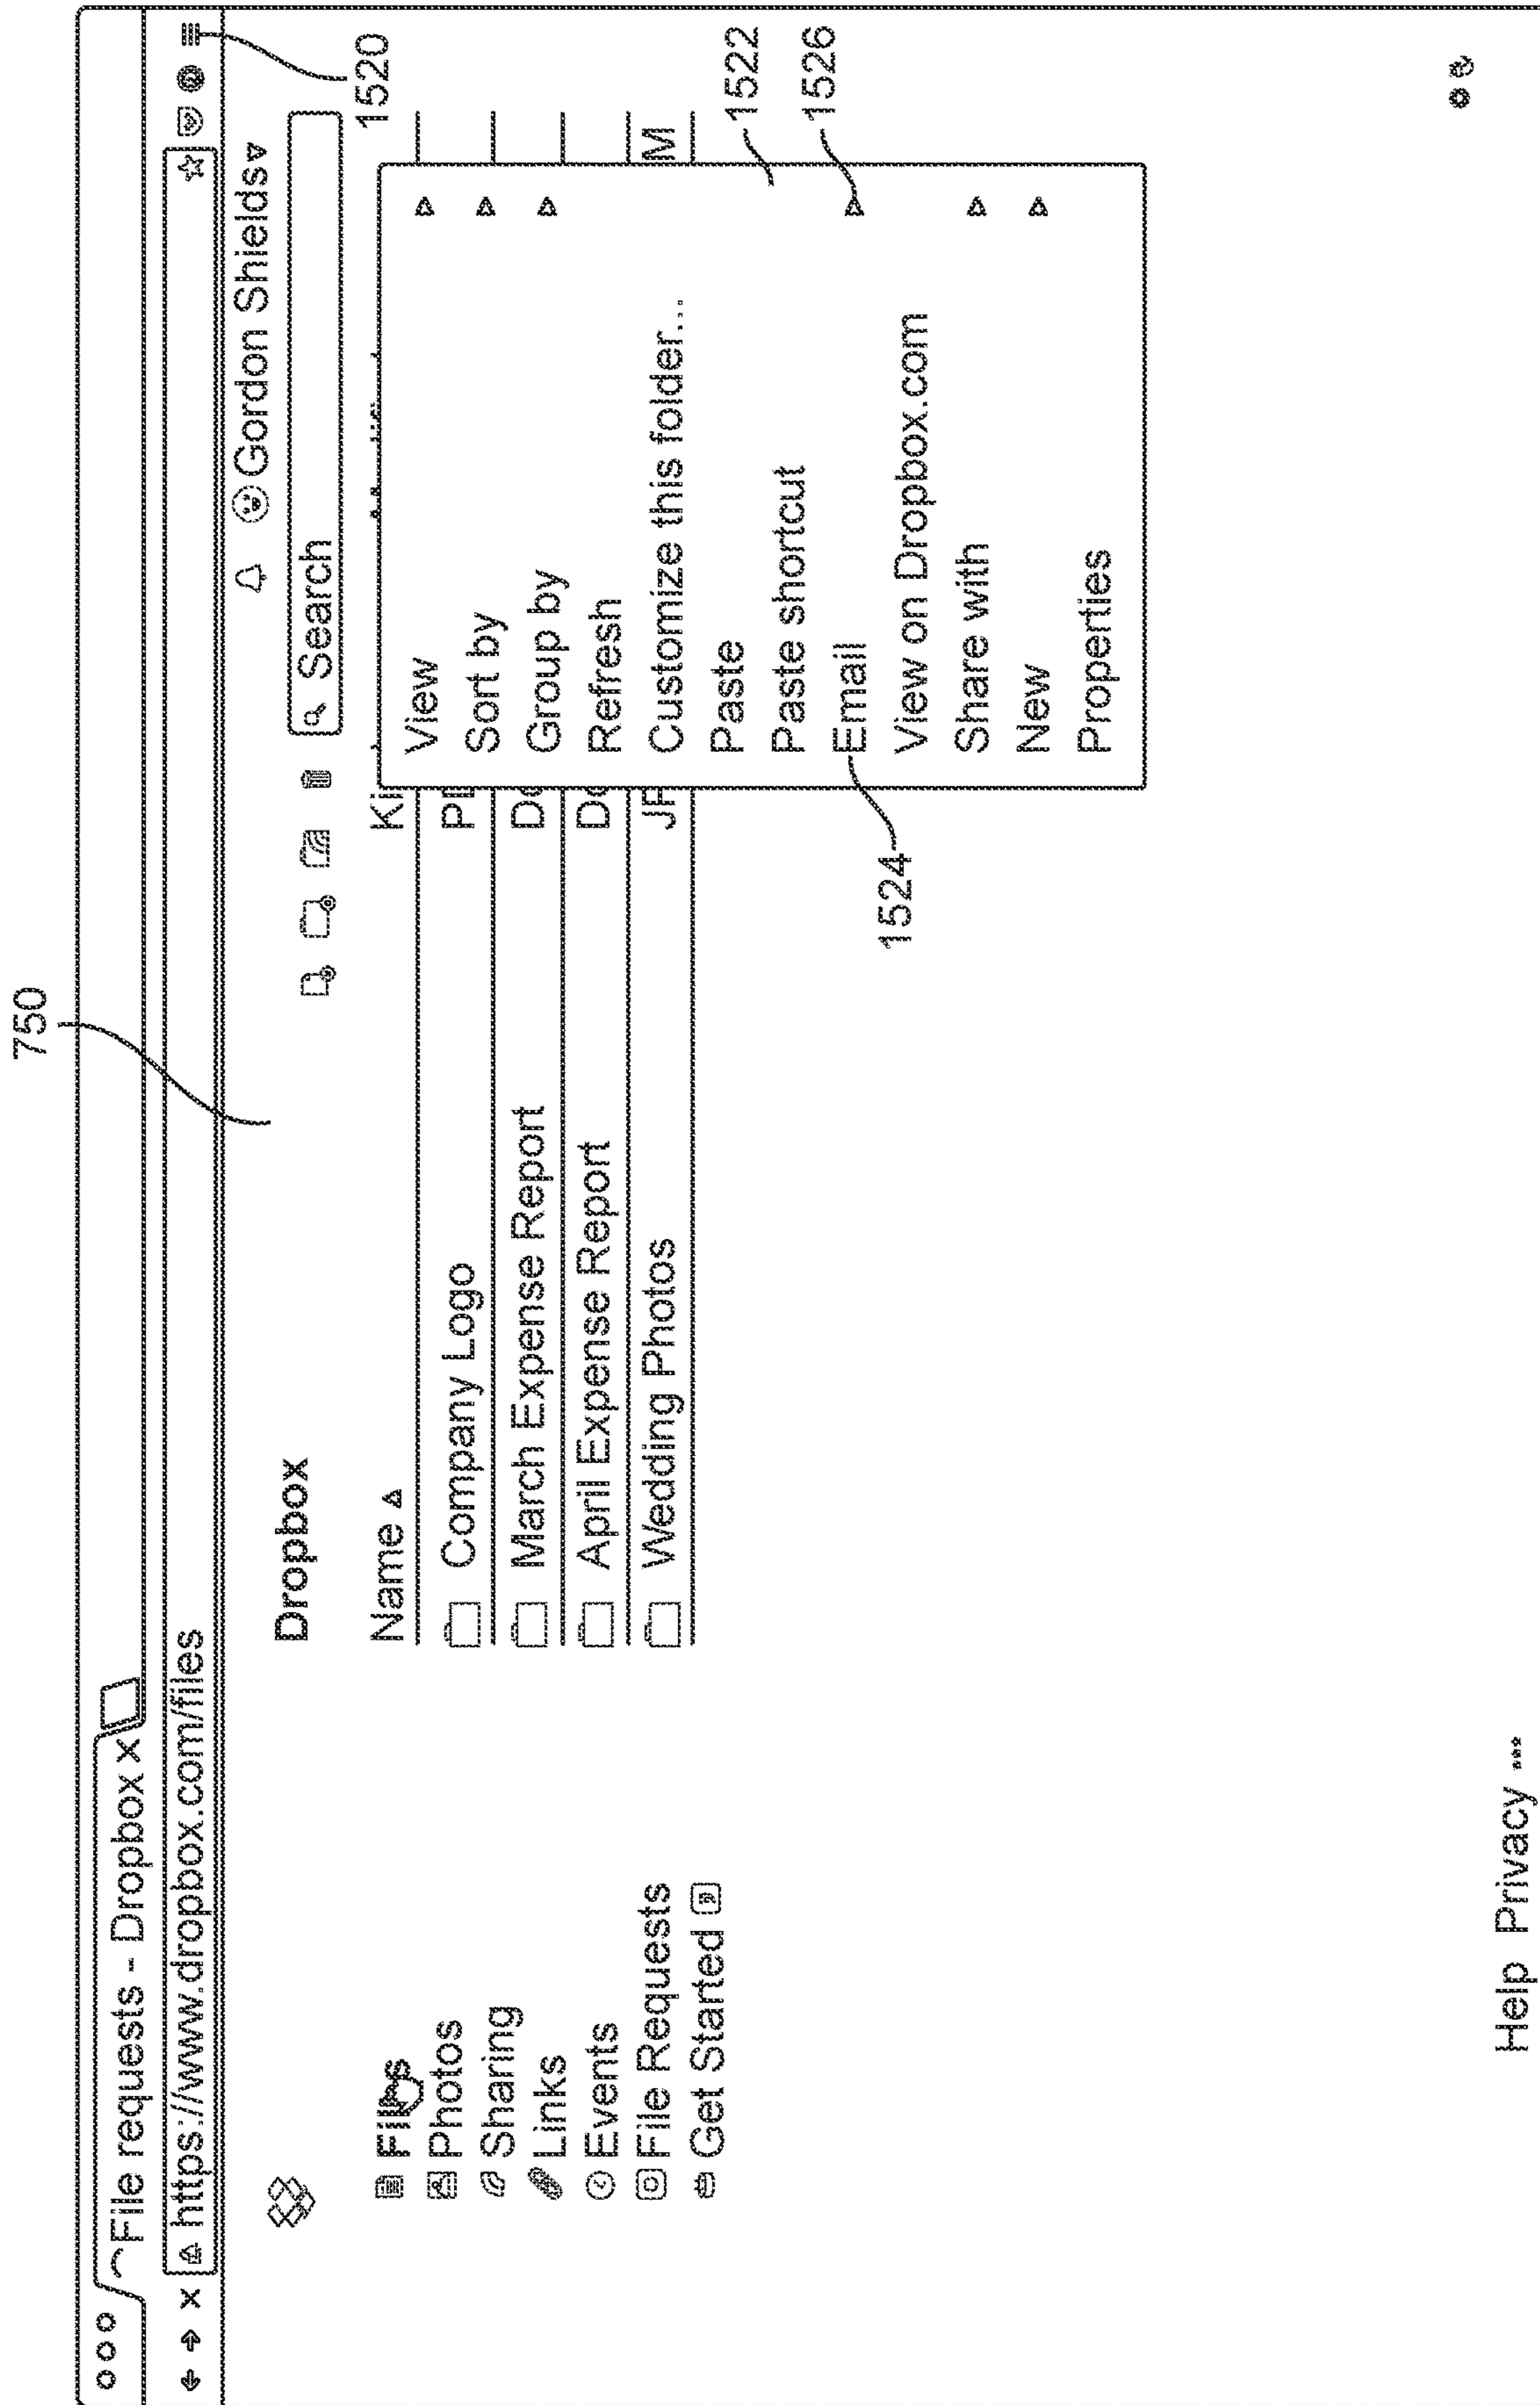 750
File requests - Dropbox x
https://www.dropbox.com/files
1520
Gordon Shields
Dropbox
Search
Files
Photos
Sharing
Links
Events
File Requests
Get Started
Name
Company Logo
March Expense Report
April Expense Report
Wedding Photos
Ki
M
View
Sort by
Group by
Refresh
Customize this folder...
Paste
Paste shortcut
Email
View on Dropbox.com
Share with
New
Properties
1522
1526
1524
Help Privacy ...